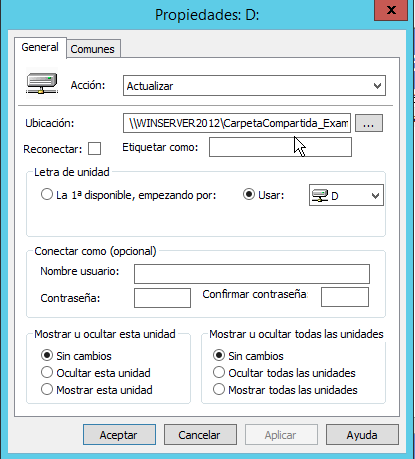 Propiedades: D:
x
General Comunes
Acción: Actualizar
Ubicación: \\WINSERVER2012\CarpetaCompartida_Exam ...
Reconectar: Etiquetar como:
Letra de unidad
La 1ª disponible, empezando por: Usar: D
Conectar como (opcional)
Nombre usuario:
Contraseña: Confirmar contraseña
Mostrar u ocultar esta unidad Mostrar u ocultar todas las unidades
Sin cambios Sin cambios
Ocultar esta unidad Ocultar todas las unidades
Mostrar esta unidad Mostrar todas las unidades
Aceptar Cancelar Aplicar Ayuda